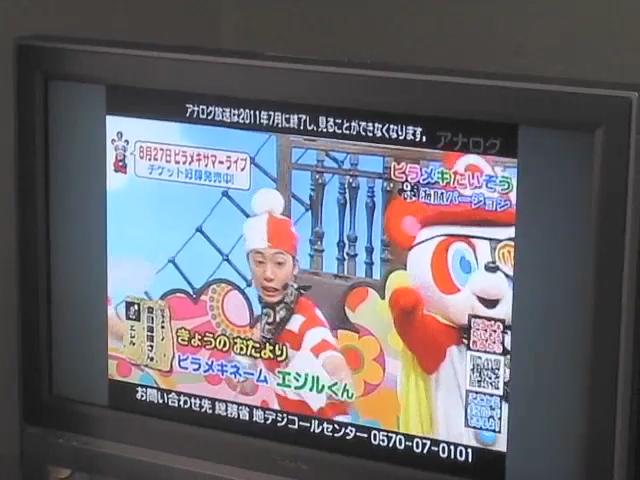 アナログ放送は2011年7月に終了し、見ることができなくなります。
アナログ
8月27日ピラメキサマーライブ
チケット好評発売中!
ピラメキたいそう
海賊バージョン
きょうの おたより
ピラメキネーム エジルくん
お問い合わせ先 総務省 地デジコールセンター 0570-07-0101